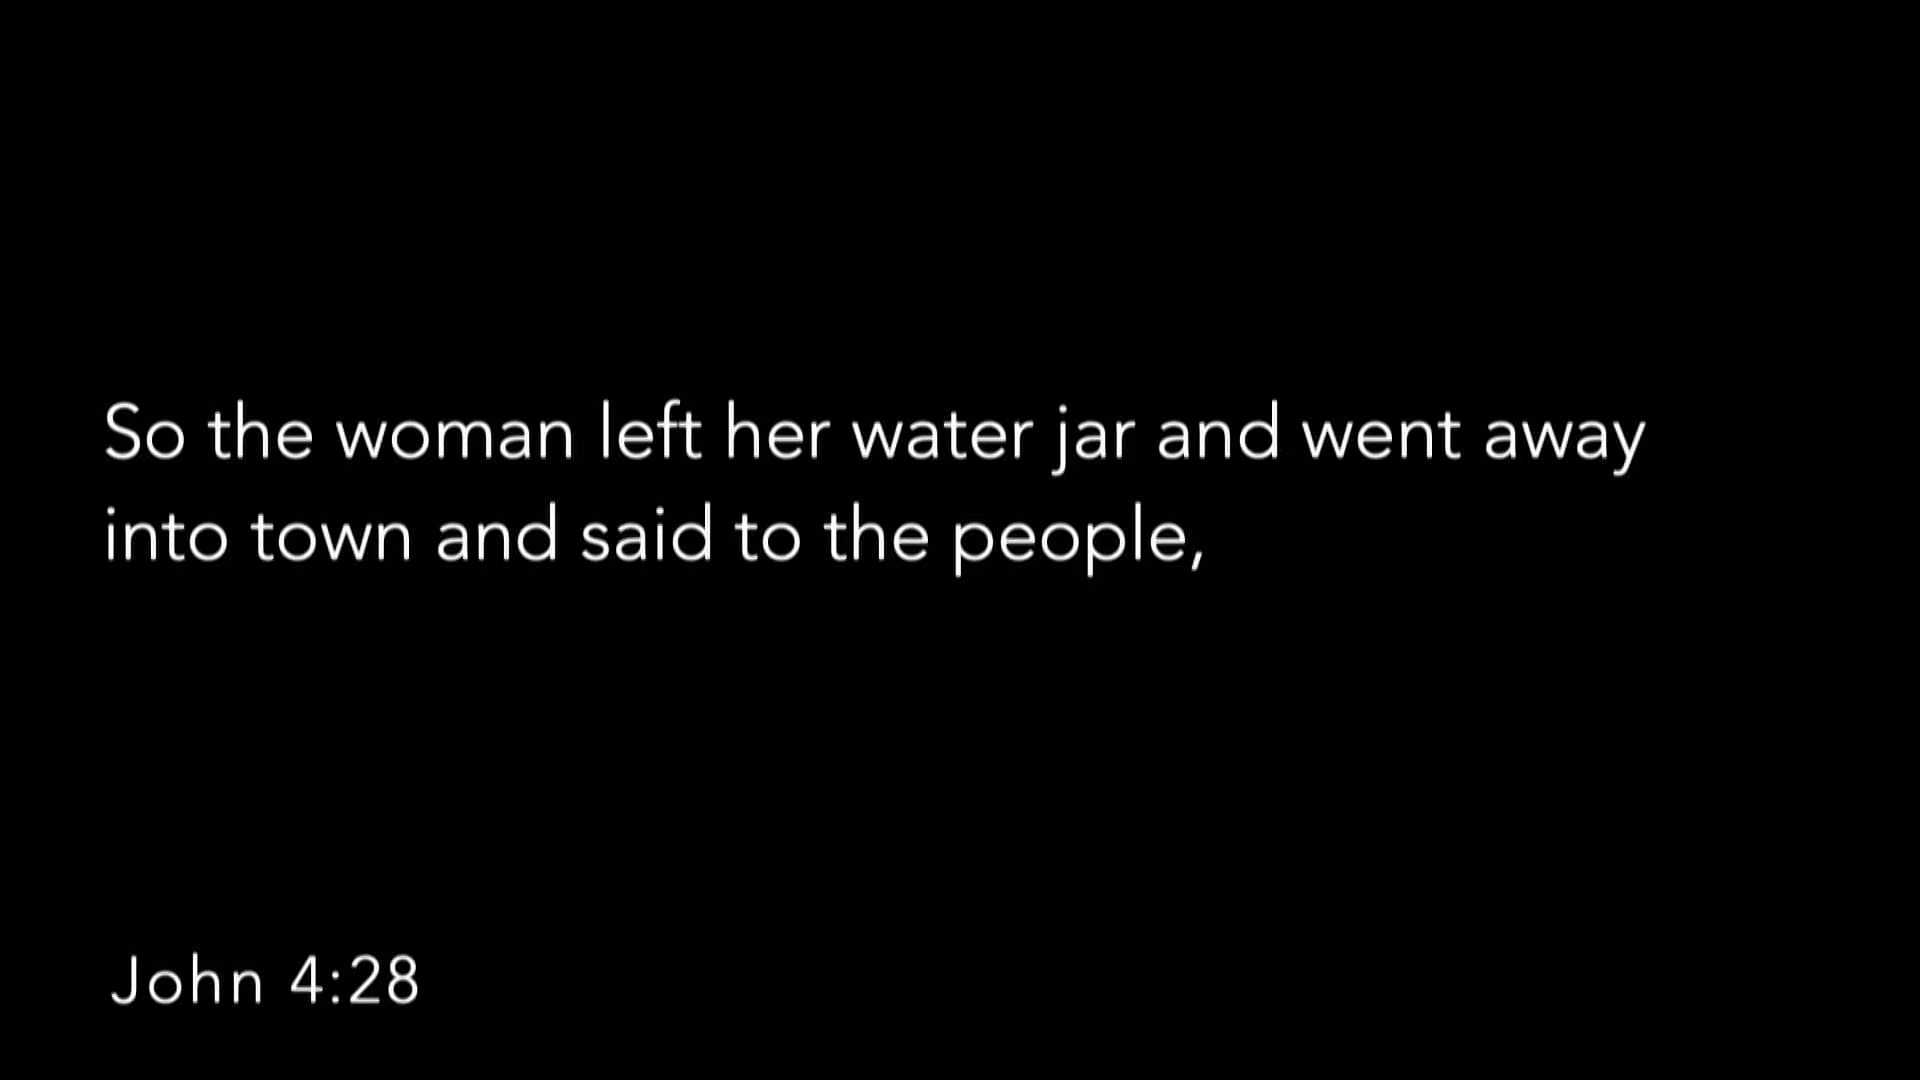 So the woman left her water jar and went away
into town and said to the people,
John 4:28